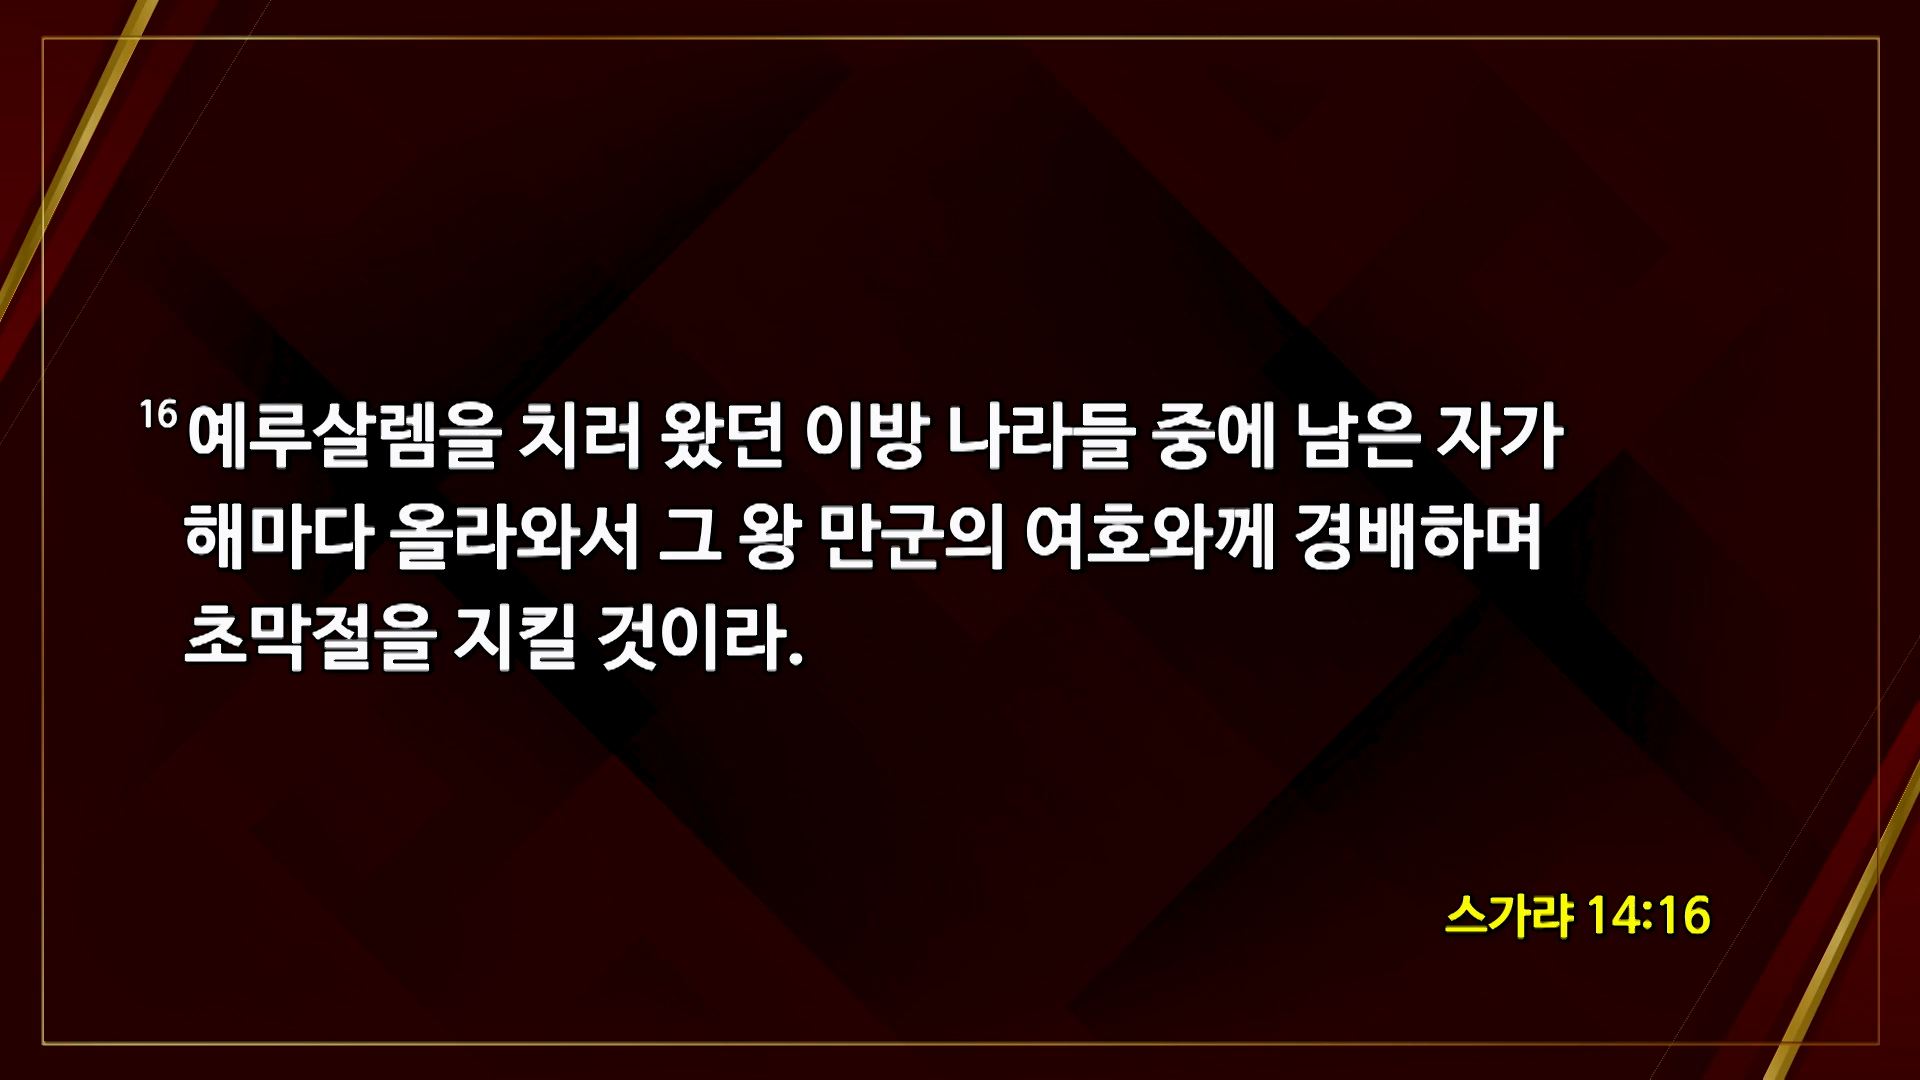 16 예루살렘을 치러 왔던 이방 나라들 중에 남은 자가
해마다 올라와서 그 왕 만군의 여호와께 경배하며
초막절을 지킬 것이라.
스가랴 14:16